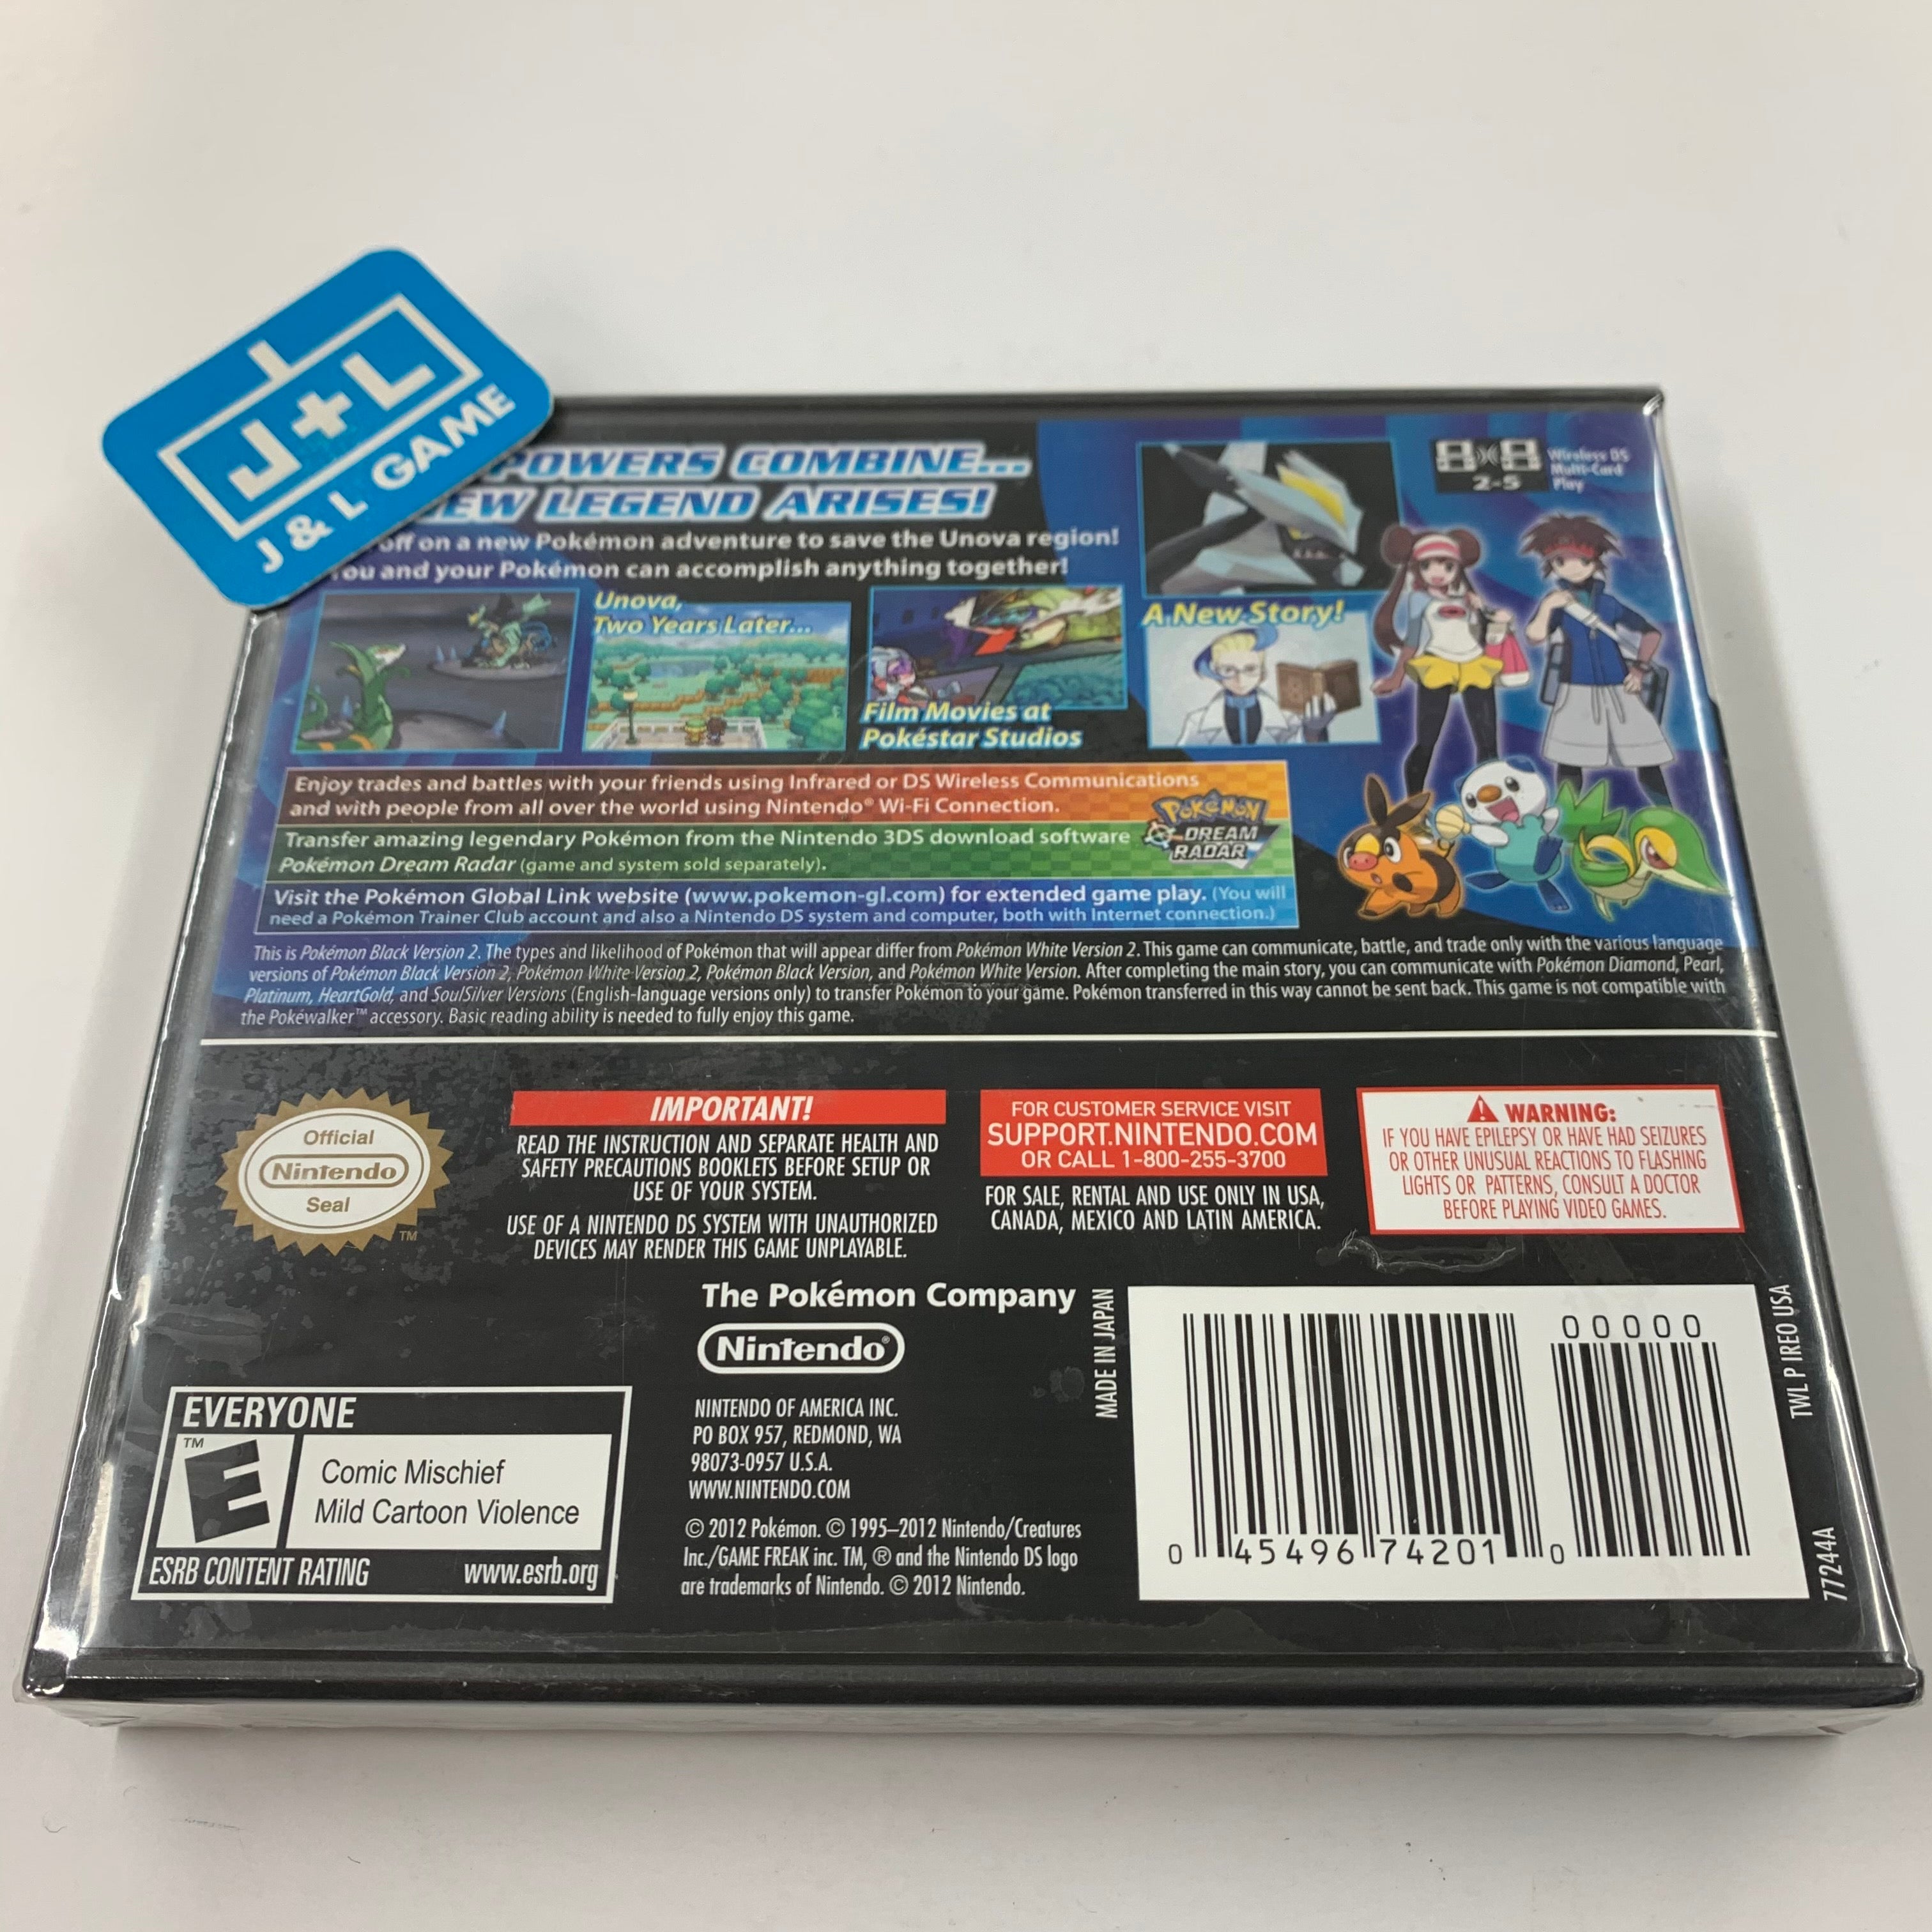 J+L
J & L GAME
POWERS COMBINE...
LEGEND ARISES!
off on a new Pokémon adventure to save the Unova region!
You and your Pokémon can accomplish anything together!
Wireless DS
Multi-Card
Play
2-5
Unova,
Two Years Later...
Film Movies at
Pokéstar Studios
A New Story!
Enjoy trades and battles with your friends using Infrared or DS Wireless Communications
and with people from all over the world using Nintendo® Wi-Fi Connection.
Transfer amazing legendary Pokémon from the Nintendo 3DS download software
Pokémon Dream Radar (game and system sold separately).
POKéMON
DREAM
RADAR
Visit the Pokémon Global Link website (www.pokemon-gl.com) for extended game play. (You will
need a Pokémon Trainer Club account and also a Nintendo DS system and computer, both with Internet connection.)
This is Pokémon Black Version 2. The types and likelihood of Pokémon that will appear differ from Pokémon White Version 2. This game can communicate, battle, and trade only with the various language
versions of Pokémon Black Version 2, Pokémon White Version 2, Pokémon Black Version, and Pokémon White Version. After completing the main story, you can communicate with Pokémon Diamond, Pearl,
Platinum, HeartGold, and SoulSilver Versions (English-language versions only) to transfer Pokémon to your game. Pokémon transferred in this way cannot be sent back. This game is not compatible with
the Pokéwalker™ accessory. Basic reading ability is needed to fully enjoy this game.
Official
Nintendo
Seal
TM
IMPORTANT!
READ THE INSTRUCTION AND SEPARATE HEALTH AND
SAFETY PRECAUTIONS BOOKLETS BEFORE SETUP OR
USE OF YOUR SYSTEM.
USE OF A NINTENDO DS SYSTEM WITH UNAUTHORIZED
DEVICES MAY RENDER THIS GAME UNPLAYABLE.
FOR CUSTOMER SERVICE VISIT
SUPPORT.NINTENDO.COM
OR CALL 1-800-255-3700
FOR SALE, RENTAL AND USE ONLY IN USA,
CANADA, MEXICO AND LATIN AMERICA.
WARNING:
IF YOU HAVE EPILEPSY OR HAVE HAD SEIZURES
OR OTHER UNUSUAL REACTIONS TO FLASHING
LIGHTS OR PATTERNS, CONSULT A DOCTOR
BEFORE PLAYING VIDEO GAMES.
The Pokémon Company
Nintendo®
NINTENDO OF AMERICA INC.
PO BOX 957, REDMOND, WA
98073-0957 U.S.A.
WWW.NINTENDO.COM
© 2012 Pokémon. © 1995–2012 Nintendo/Creatures
Inc./GAME FREAK inc. TM, ® and the Nintendo DS logo
are trademarks of Nintendo. © 2012 Nintendo.
EVERYONE
TM
E
Comic Mischief
Mild Cartoon Violence
ESRB CONTENT RATING www.esrb.org
MADE IN JAPAN
00000
0 45496 74201 0
TWL P IREO USA
77244A